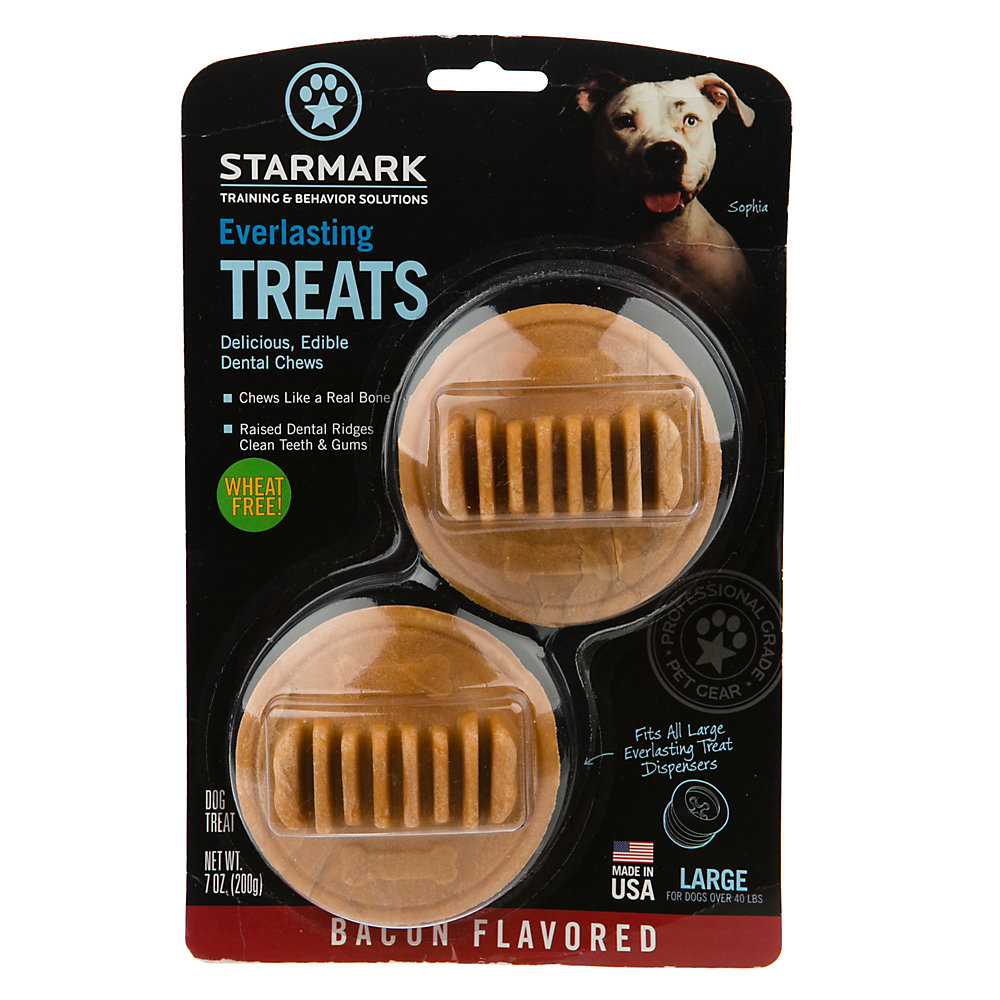 STARMARK
TRAINING & BEHAVIOR SOLUTIONS
Sophia
Everlasting
TREATS
Delicious, Edible
Dental Chews
Chews Like a Real Bone
Raised Dental Ridges
Clean Teeth & Gums
WHEAT
FREE!
PROFESSIONAL GRADE
PET GEAR
Fits All Large
Everlasting Treat
Dispensers
DOG
TREAT
NET WT.
7 OZ. (200g)
MADE IN
USA
LARGE
FOR DOGS OVER 40 LBS
BACON FLAVORED